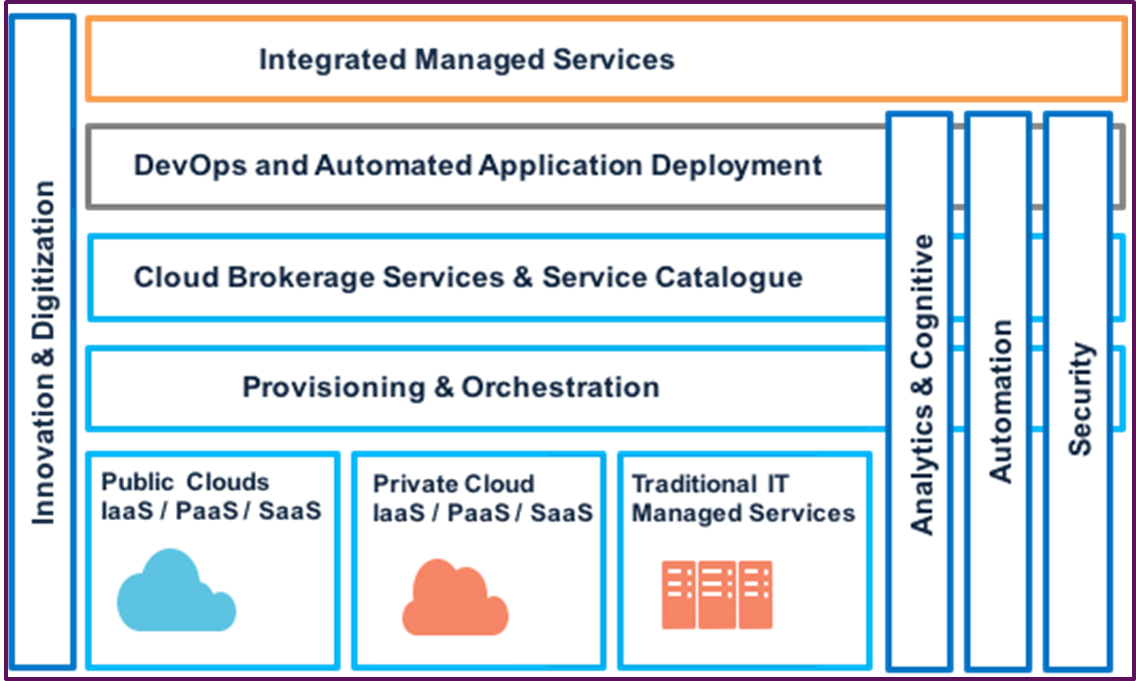 Innovation & Digitization
Integrated Managed Services
DevOps and Automated Application Deployment
Cloud Brokerage Services & Service Catalogue
Provisioning & Orchestration
Public Clouds
IaaS / PaaS / SaaS
Private Cloud
IaaS / PaaS / SaaS
Traditional IT
Managed Services
Analytics & Cognitive
Automation
Security